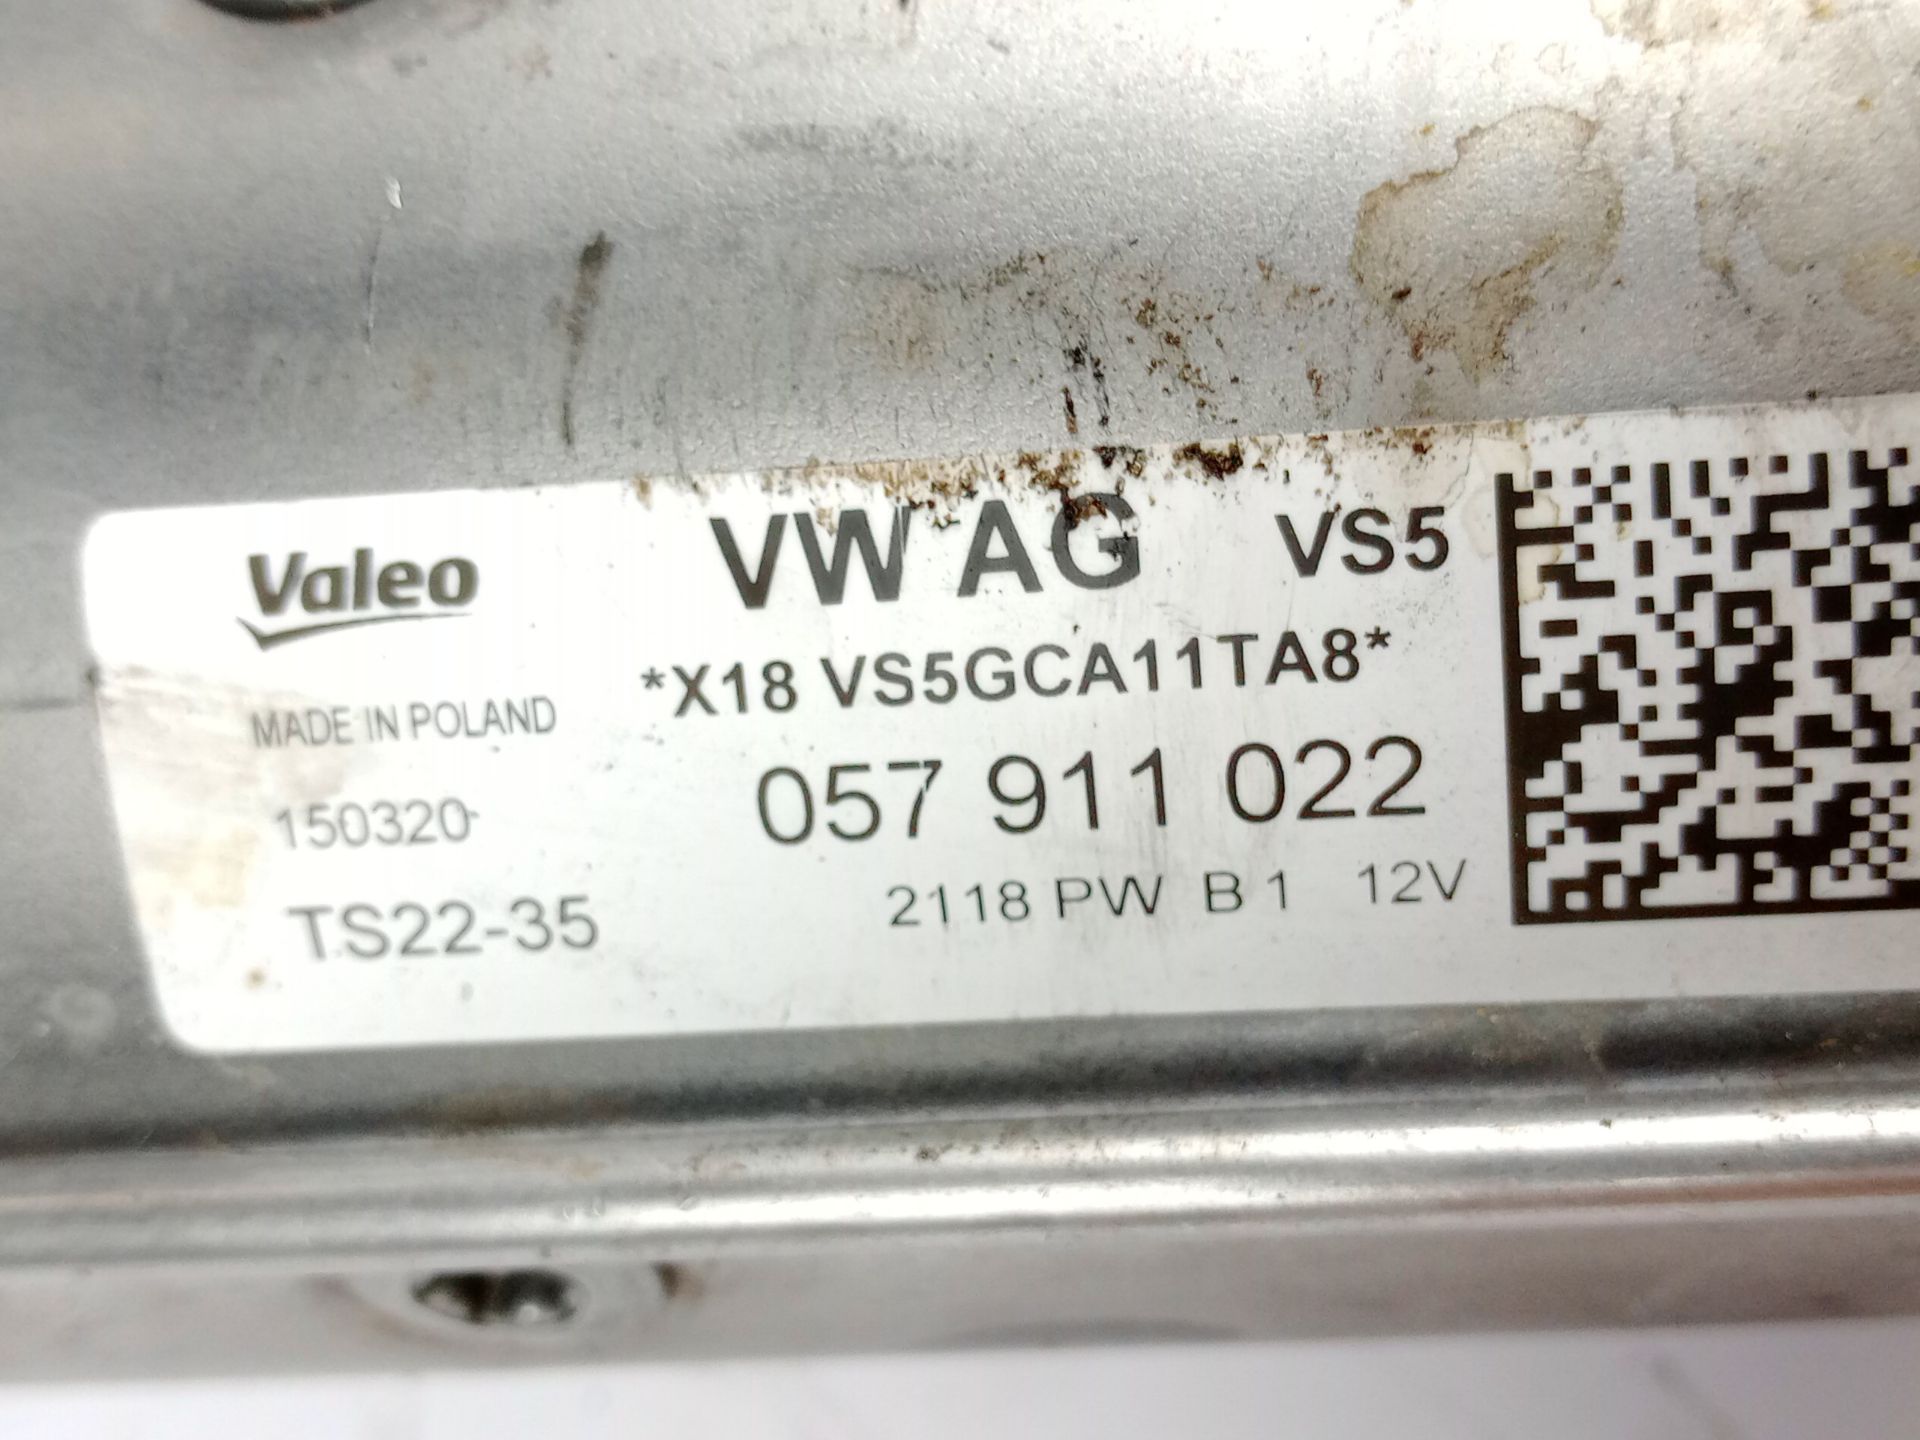 Valeo
MADE IN POLAND
150320
TS22-35
VW AG VS5
*X18 VS5GCA11TA8*
057 911 022
2118 PW B 1 12V